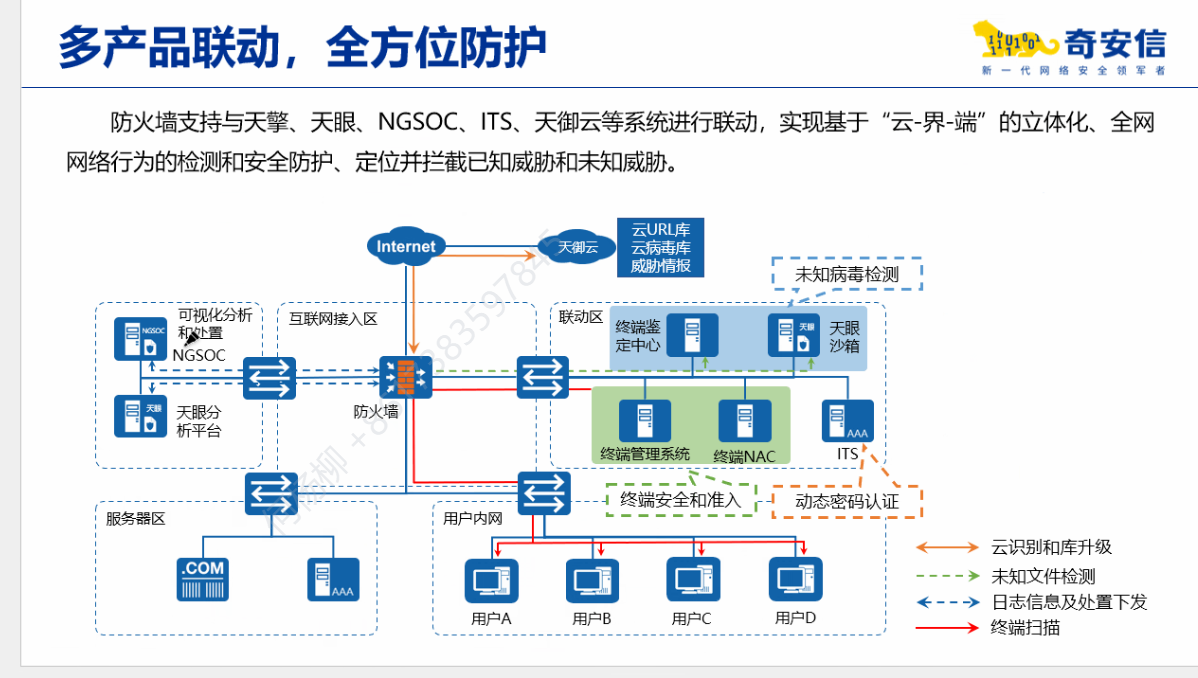 多产品联动，全方位防护
奇安信
新一代网络安全领军者
防火墙支持与天擎、天眼、NGSOC、ITS、天御云等系统进行联动，实现基于“云-界-端”的立体化、全网
网络行为的检测和安全防护、定位并拦截已知威胁和未知威胁。
Internet
天御云
云URL库
云病毒库
威胁情报
未知病毒检测
可视化分析
和处置
NGSOC
NGSOC
天眼
天眼分
析平台
互联网接入区
防火墙
联动区
终端鉴
定中心
天眼
天眼
沙箱
终端管理系统
终端NAC
AAA
ITS
终端安全和准入
动态密码认证
服务器区
.COM
AAA
用户内网
用户A
用户B
用户C
用户D
云识别和库升级
未知文件检测
日志信息及处置下发
终端扫描